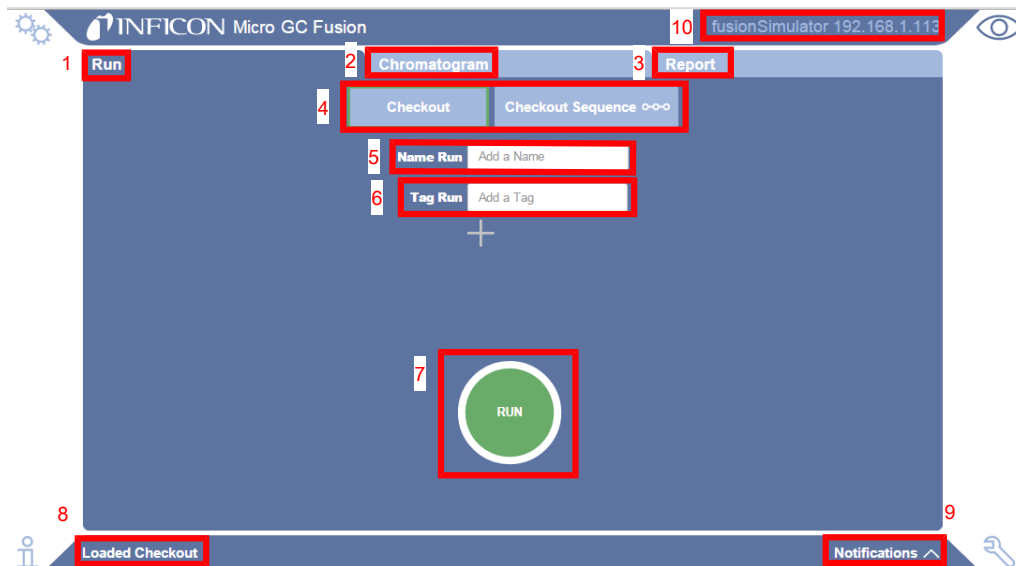 INFICON Micro GC Fusion
10 fusionSimulator 192.168.1.113
1 Run
2 Chromatogram
3 Report
4 Checkout Checkout Sequence
5 Name Run Add a Name
6 Tag Run Add a Tag
7 RUN
8
9
Loaded Checkout
Notifications